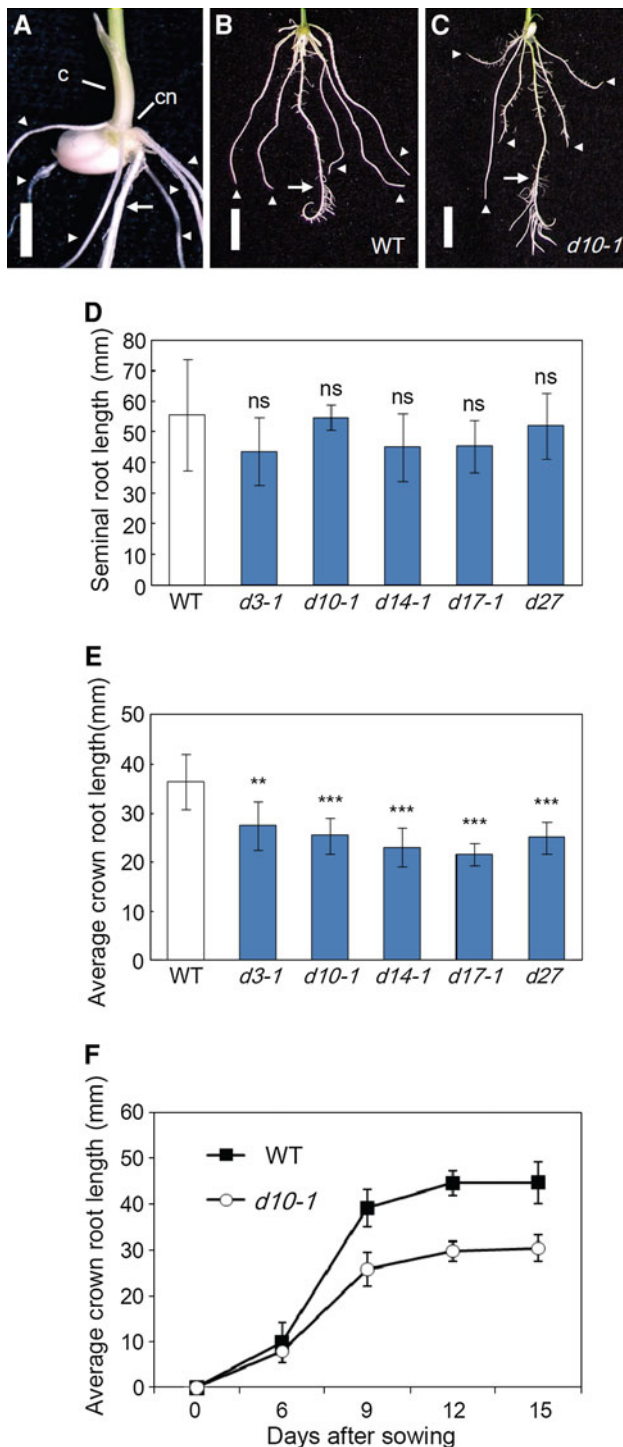 A
c
cn
B
WT
C
d10-1
D
Seminal root length (mm)
80
70
60
50
40
30
20
10
0
ns
ns
ns
ns
ns
WT d3-1 d10-1 d14-1 d17-1 d27
E
Average crown root length(mm)
50
40
30
20
10
0
**
***
***
***
***
WT d3-1 d10-1 d14-1 d17-1 d27
F
Average crown root length (mm)
60
50
40
30
20
10
0
WT
d10-1
0 6 9 12 15
Days after sowing